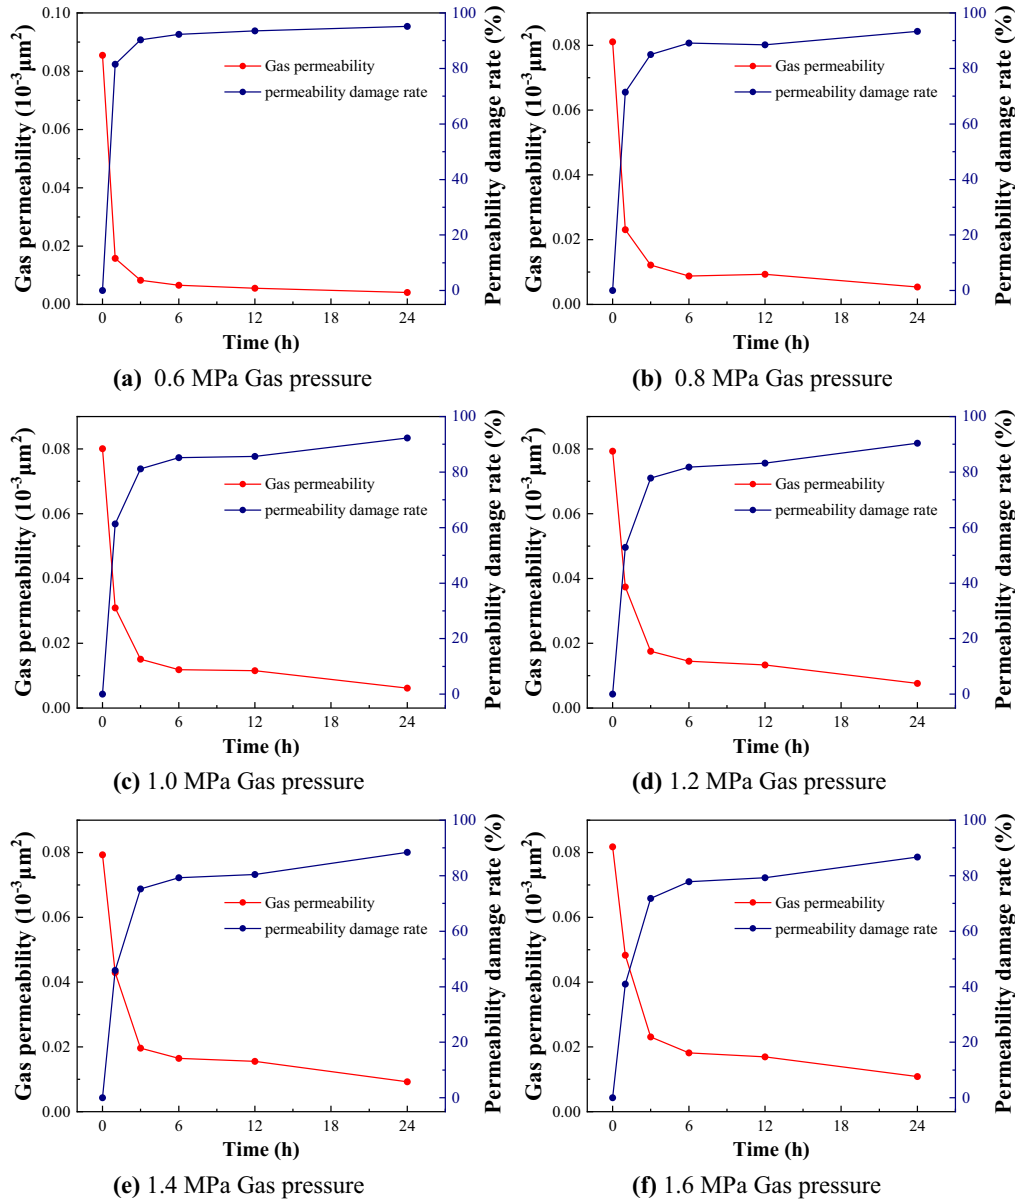 Gas permeability (10⁻³μm²)
0.10
0.08
0.06
0.04
0.02
0.00
Gas permeability
permeability damage rate
100
80
60
40
20
0
Permeability damage rate (%)
0 6 12 18 24
Time (h)
(a) 0.6 MPa Gas pressure
Gas permeability (10⁻³μm²)
0.08
0.06
0.04
0.02
0.00
Gas permeability
permeability damage rate
100
80
60
40
20
0
Permeability damage rate (%)
0 6 12 18 24
Time (h)
(b) 0.8 MPa Gas pressure
Gas permeability (10⁻³μm²)
0.08
0.06
0.04
0.02
0.00
Gas permeability
permeability damage rate
100
80
60
40
20
0
Permeability damage rate (%)
0 6 12 18 24
Time (h)
(c) 1.0 MPa Gas pressure
Gas permeability (10⁻³μm²)
0.08
0.06
0.04
0.02
0.00
Gas permeability
permeability damage rate
100
80
60
40
20
0
Permeability damage rate (%)
0 6 12 18 24
Time (h)
(d) 1.2 MPa Gas pressure
Gas permeability (10⁻³μm²)
0.08
0.06
0.04
0.02
0.00
Gas permeability
permeability damage rate
100
80
60
40
20
0
Permeability damage rate (%)
0 6 12 18 24
Time (h)
(e) 1.4 MPa Gas pressure
Gas permeability (10⁻³μm²)
0.08
0.06
0.04
0.02
0.00
Gas permeability
permeability damage rate
100
80
60
40
20
0
Permeability damage rate (%)
0 6 12 18 24
Time (h)
(f) 1.6 MPa Gas pressure